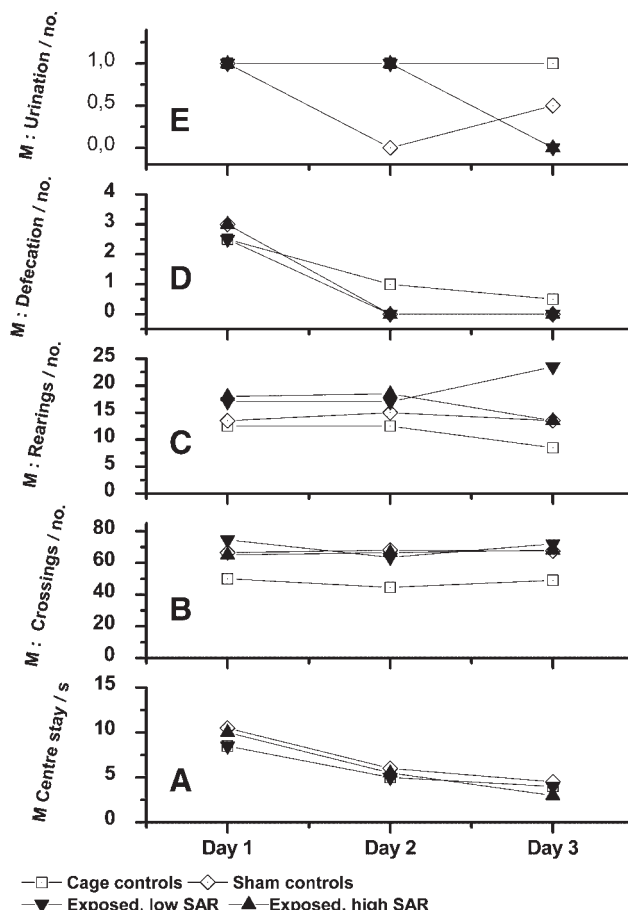 M : Urination / no.
1,0
0,5
0,0
E
M : Defecation / no.
4
3
2
1
0
D
M : Rearings / no.
25
20
15
10
5
0
C
M : Crossings / no.
80
60
40
20
0
B
M Centre stay / s
15
10
5
0
A
Day 1 Day 2 Day 3
Cage controls Sham controls
Exposed, low SAR Exposed, high SAR